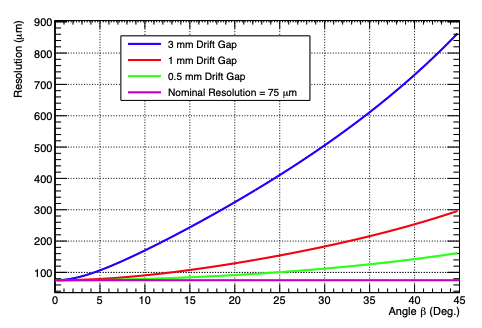 Resolution (μm)
900
800
700
600
500
400
300
200
100
3 mm Drift Gap
1 mm Drift Gap
0.5 mm Drift Gap
Nominal Resolution = 75 μm
0 5 10 15 20 25 30 35 40 45
Angle β (Deg.)